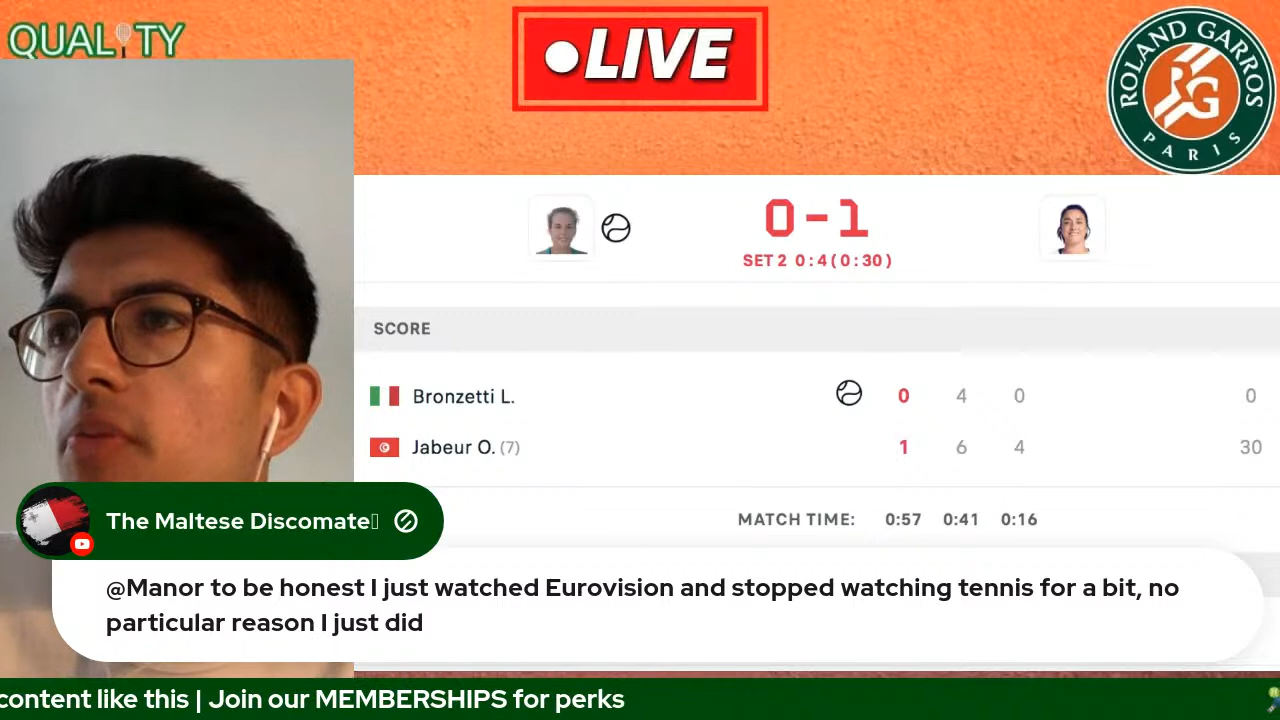 QUALITY
LIVE
ROLAND GARROS
RG
PARIS
0-1
SET 2 0:4(0:30)
SCORE
Bronzetti L. 0 4 0 0
Jabeur O. (7) 1 6 4 30
MATCH TIME: 0:57 0:41 0:16
The Maltese Discomate
@Manor to be honest I just watched Eurovision and stopped watching tennis for a bit, no
particular reason I just did
content like this | Join our MEMBERSHIPS for perks